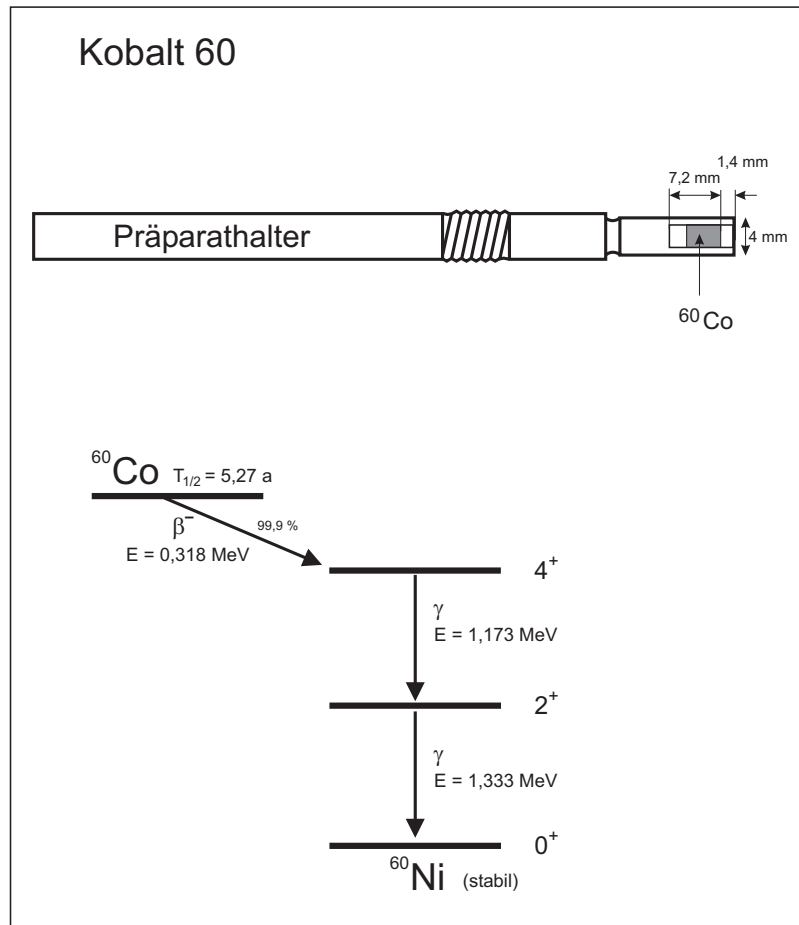 Kobalt 60
1,4 mm
7,2 mm
Präparathalter
4 mm
⁶⁰Co
⁶⁰Co T₁/₂ = 5,27 a
β⁻
99,9 %
E = 0,318 MeV
4⁺
γ
E = 1,173 MeV
2⁺
γ
E = 1,333 MeV
0⁺
⁶⁰Ni (stabil)